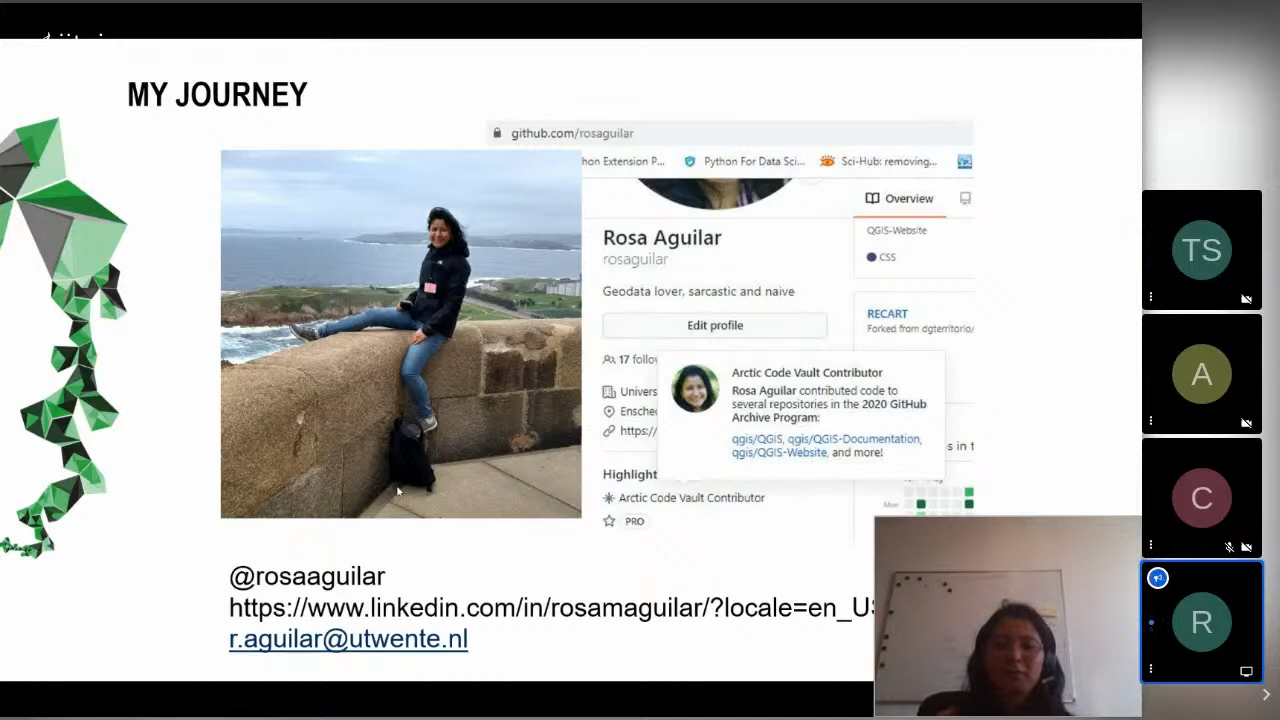 MY JOURNEY
github.com/rosaguilar
hon Extension P...
Python For Data Sci...
Sci-Hub: removing...
Overview
Rosa Aguilar
rosaguilar
QGIS-Website
CSS
Geodata lover, sarcastic and naive
Edit profile
RECART
Forked from dgterritorio/
17 follow
Univers
Ensche
https://
Arctic Code Vault Contributor
Rosa Aguilar contributed code to
several repositories in the 2020 GitHub
Archive Program:
qgis/QGIS, qgis/QGIS-Documentation,
qgis/QGIS-Website, and more!
s in t
Highlight
Arctic Code Vault Contributor
PRO
Mon
@rosaaguilar
https://www.linkedin.com/in/rosamaguilar/?locale=en_US
r.aguilar@utwente.nl
TS
A
C
R